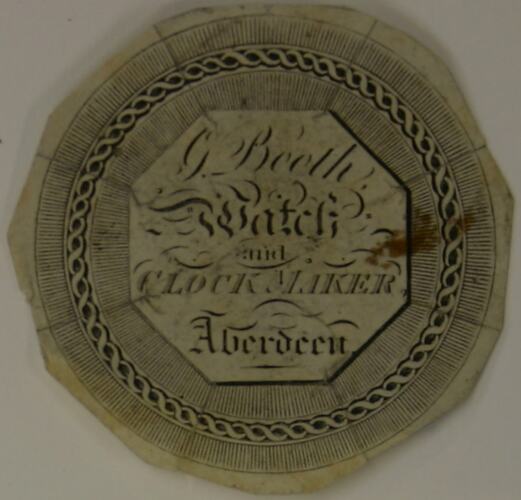 G. Booth,
Watch
and
CLOCK MAKER,
Aberdeen.